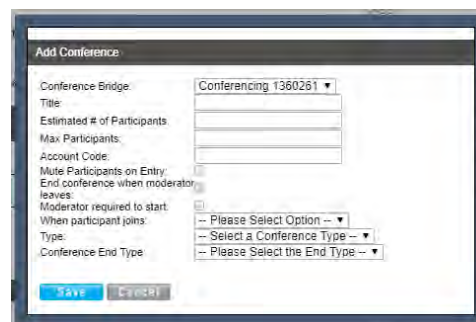 Add Conference
Conference Bridge: Conferencing 1360261
Title:
Estimated # of Participants
Max Participants:
Account Code:
Mute Participants on Entry:
End conference when moderator
leaves:
Moderator required to start:
When participant joins: -- Please Select Option --
Type: -- Select a Conference Type --
Conference End Type -- Please Select the End Type --
Save Cancel